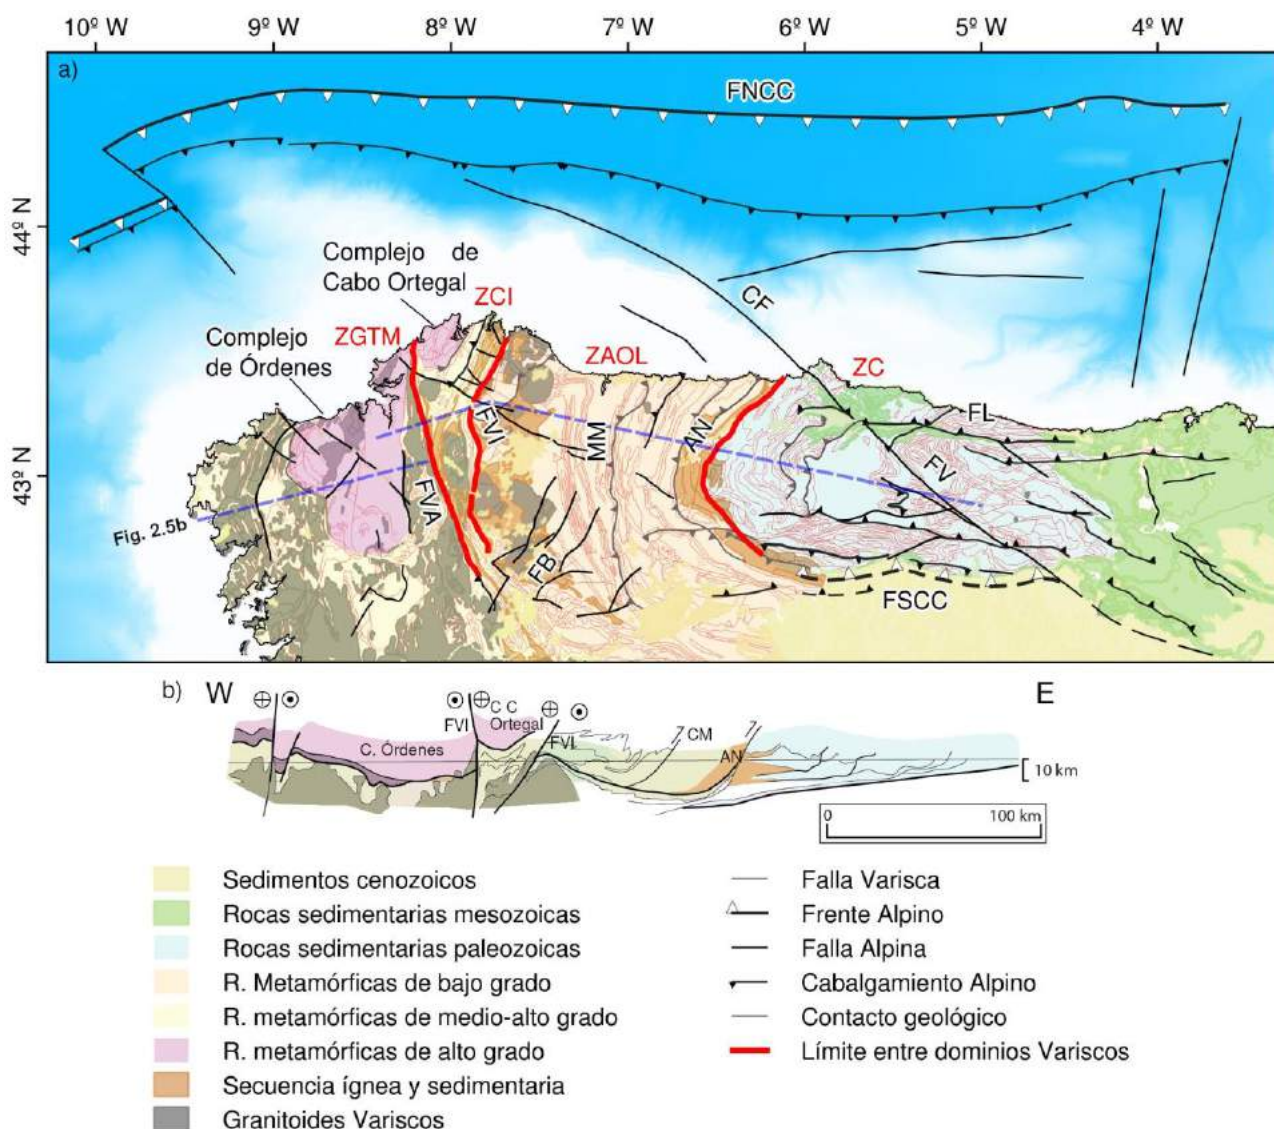 10º W 9º W 8º W 7º W 6º W 5º W 4º W
a)
FNCC
44º N
Complejo de
Cabo Ortegal
ZCI
CF
Complejo
de Órdenes
ZGTM
ZAOL
ZC
FVI
MM
AN
FL
FV
43º N
Fig. 2.5b
FVA
FB
FSCC
b) W E
FVI
C C
Ortegal
C. Órdenes
FVI
CM
AN
10 km
0 100 km
Sedimentos cenozoicos
Rocas sedimentarias mesozoicas
Rocas sedimentarias paleozoicas
R. Metamórficas de bajo grado
R. metamórficas de medio-alto grado
R. metamórficas de alto grado
Secuencia ígnea y sedimentaria
Granitoides Variscos
Falla Varisca
Frente Alpino
Falla Alpina
Cabalgamiento Alpino
Contacto geológico
Límite entre dominios Variscos